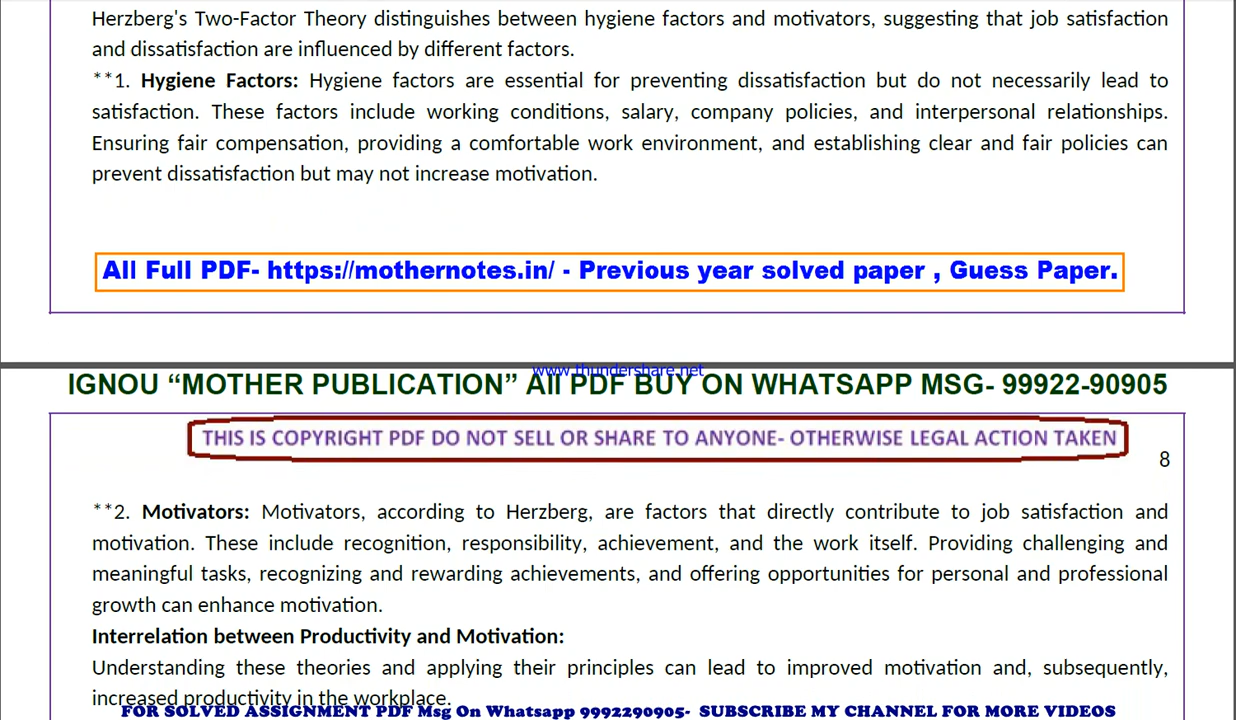 Herzberg's Two-Factor Theory distinguishes between hygiene factors and motivators, suggesting that job satisfaction
and dissatisfaction are influenced by different factors.
**1. Hygiene Factors: Hygiene factors are essential for preventing dissatisfaction but do not necessarily lead to
satisfaction. These factors include working conditions, salary, company policies, and interpersonal relationships.
Ensuring fair compensation, providing a comfortable work environment, and establishing clear and fair policies can
prevent dissatisfaction but may not increase motivation.
All Full PDF- https://mothernotes.in/ - Previous year solved paper , Guess Paper.
www.thundershare.net
IGNOU “MOTHER PUBLICATION” All PDF BUY ON WHATSAPP MSG- 99922-90905
THIS IS COPYRIGHT PDF DO NOT SELL OR SHARE TO ANYONE- OTHERWISE LEGAL ACTION TAKEN
8
**2. Motivators: Motivators, according to Herzberg, are factors that directly contribute to job satisfaction and
motivation. These include recognition, responsibility, achievement, and the work itself. Providing challenging and
meaningful tasks, recognizing and rewarding achievements, and offering opportunities for personal and professional
growth can enhance motivation.
Interrelation between Productivity and Motivation:
Understanding these theories and applying their principles can lead to improved motivation and, subsequently,
increased productivity in the workplace.
FOR SOLVED ASSIGNMENT PDF Msg On Whatsapp 9992290905- SUBSCRIBE MY CHANNEL FOR MORE VIDEOS